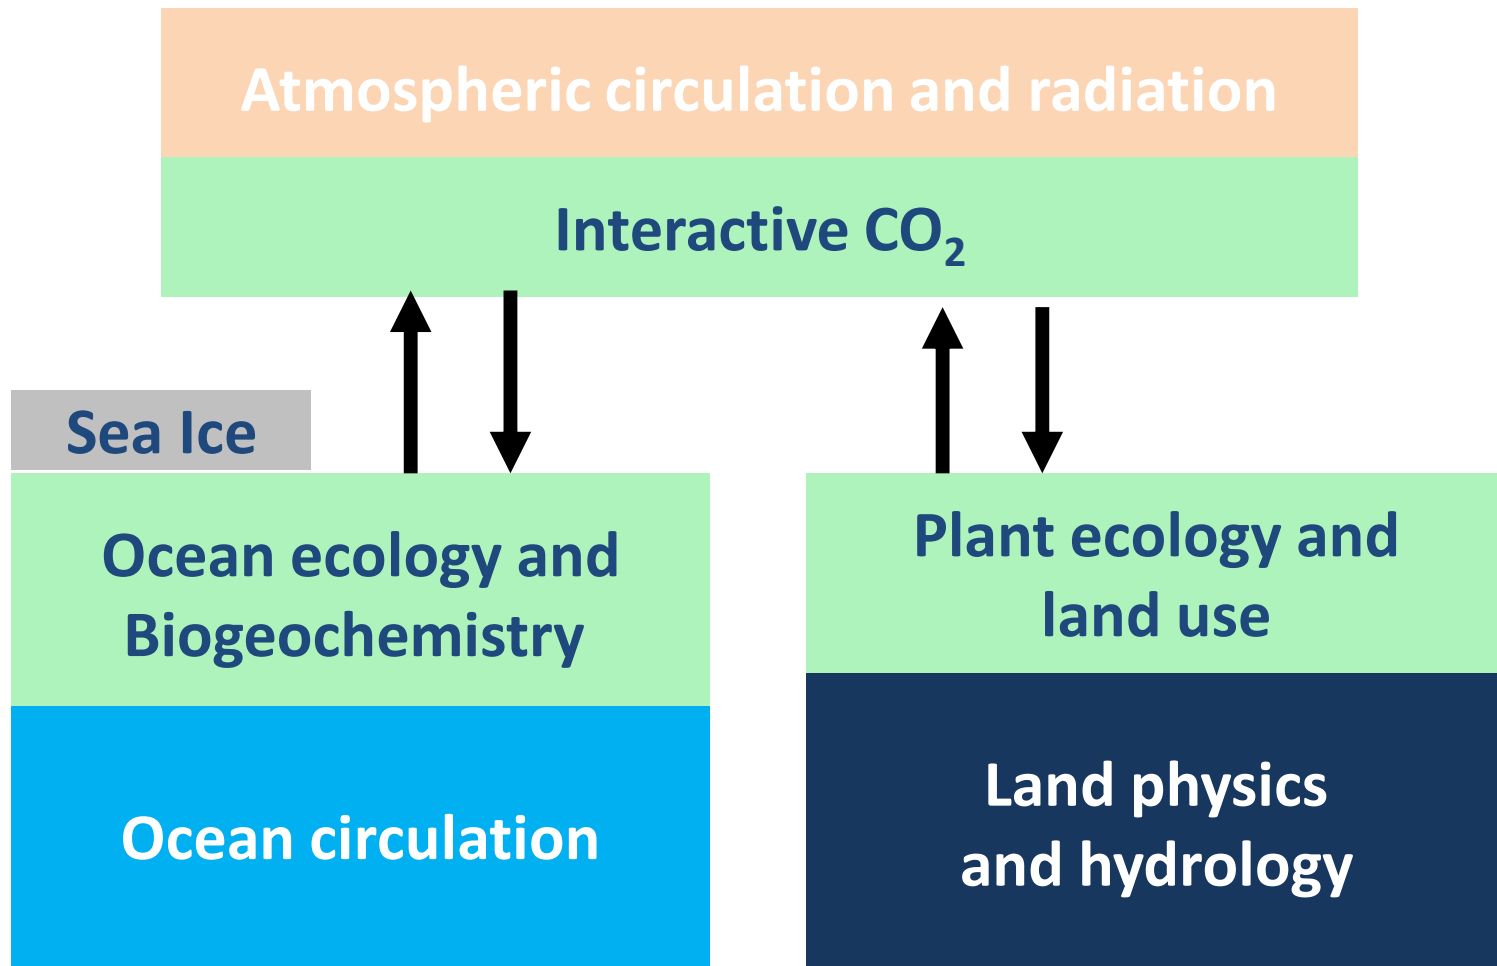 Atmospheric circulation and radiation
Interactive CO₂
Sea Ice
Ocean ecology and
Biogeochemistry
Plant ecology and
land use
Ocean circulation
Land physics
and hydrology